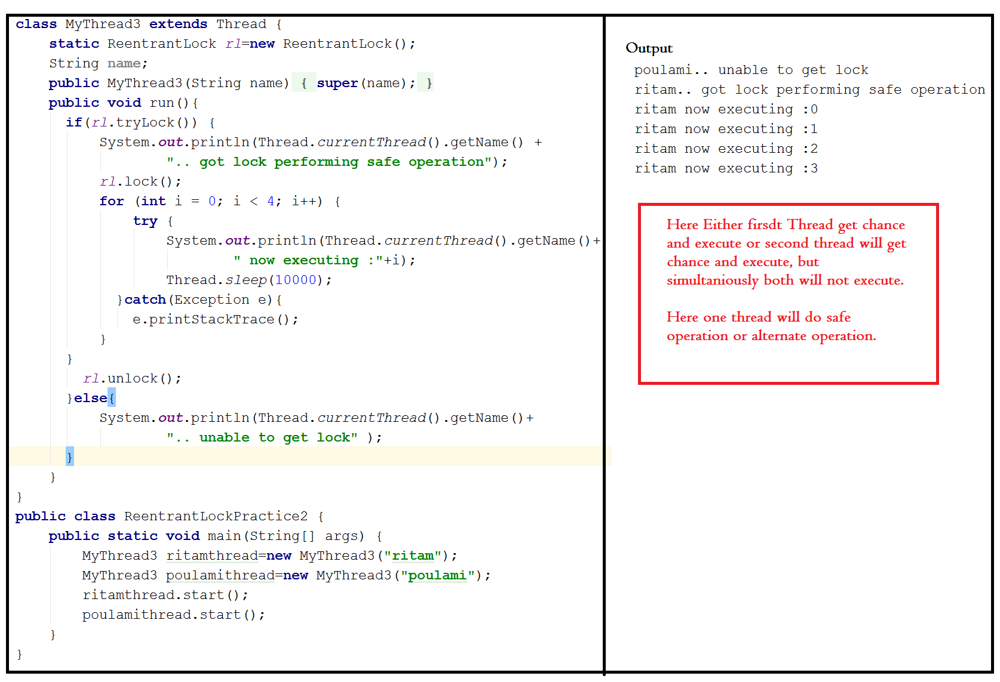 class MyThread3 extends Thread {
static ReentrantLock rl=new ReentrantLock();
String name;
public MyThread3(String name) { super(name); }
public void run(){
if(rl.tryLock()) {
System.out.println(Thread.currentThread().getName() +
".. got lock performing safe operation");
rl.lock();
for (int i = 0; i < 4; i++) {
try {
System.out.println(Thread.currentThread().getName()+
" now executing :"+i);
Thread.sleep(10000);
}catch(Exception e){
e.printStackTrace();
}
}
rl.unlock();
}else{
System.out.println(Thread.currentThread().getName()+
".. unable to get lock" );
}
}
}
public class ReentrantLockPractice2 {
public static void main(String[] args) {
MyThread3 ritamthread=new MyThread3("ritam");
MyThread3 poulamithread=new MyThread3("poulami");
ritamthread.start();
poulamithread.start();
}
}
Output
poulami.. unable to get lock
ritam.. got lock performing safe operation
ritam now executing :0
ritam now executing :1
ritam now executing :2
ritam now executing :3
Here Either firsdt Thread get chance
and execute or second thread will get
chance and execute, but
simultaniously both will not execute.
Here one thread will do safe
operation or alternate operation.